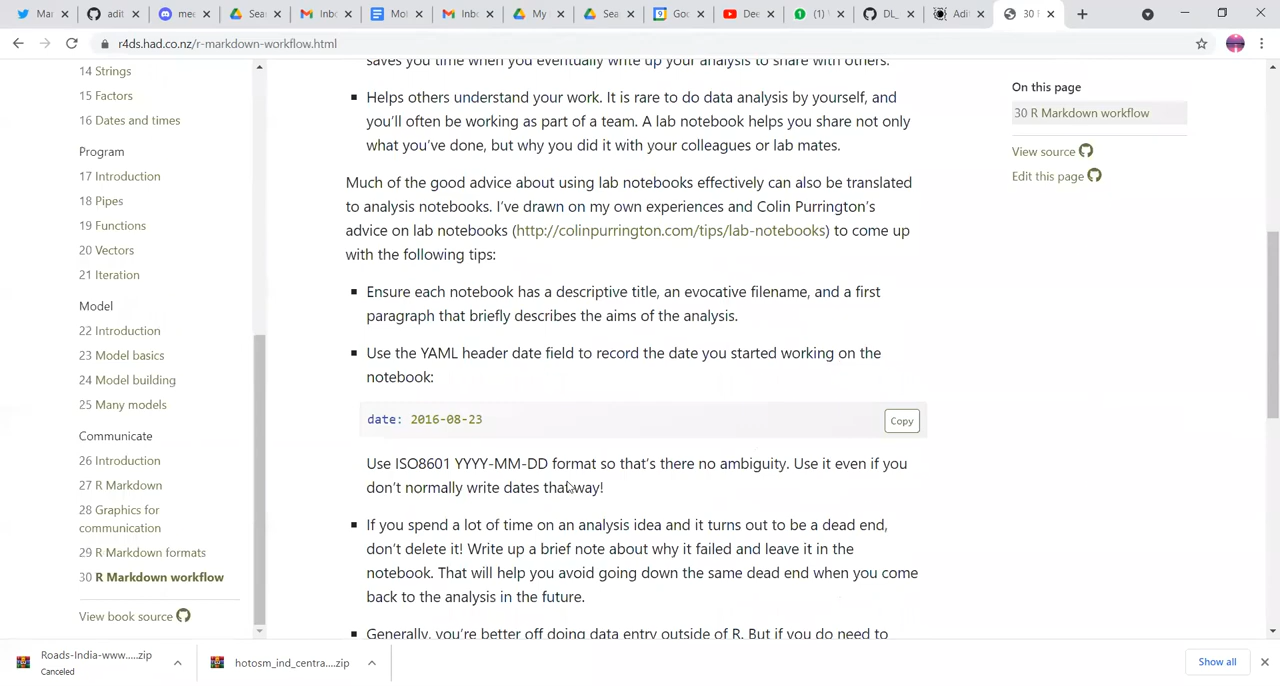 Mar
adit
mee
Sear
Inbc
Mot
Inbc
My
Sea
Goo
Dee
(1)
DL_
Adit
30 F
r4ds.had.co.nz/r-markdown-workflow.html
14 Strings
15 Factors
16 Dates and times
Program
17 Introduction
18 Pipes
19 Functions
20 Vectors
21 Iteration
Model
22 Introduction
23 Model basics
24 Model building
25 Many models
Communicate
26 Introduction
27 R Markdown
28 Graphics for
communication
29 R Markdown formats
30 R Markdown workflow
View book source
saves you time when you eventually write up your analysis to share with others.
Helps others understand your work. It is rare to do data analysis by yourself, and
you'll often be working as part of a team. A lab notebook helps you share not only
what you've done, but why you did it with your colleagues or lab mates.
Much of the good advice about using lab notebooks effectively can also be translated
to analysis notebooks. I've drawn on my own experiences and Colin Purrington's
advice on lab notebooks (http://colinpurrington.com/tips/lab-notebooks) to come up
with the following tips:
Ensure each notebook has a descriptive title, an evocative filename, and a first
paragraph that briefly describes the aims of the analysis.
Use the YAML header date field to record the date you started working on the
notebook:
date: 2016-08-23
Copy
Use ISO8601 YYYY-MM-DD format so that's there no ambiguity. Use it even if you
don't normally write dates that way!
If you spend a lot of time on an analysis idea and it turns out to be a dead end,
don't delete it! Write up a brief note about why it failed and leave it in the
notebook. That will help you avoid going down the same dead end when you come
back to the analysis in the future.
Generally, you're better off doing data entry outside of R. But if you do need to
On this page
30 R Markdown workflow
View source
Edit this page
Roads-India-www.....zip
Canceled
hotosm_ind_centra....zip
Show all